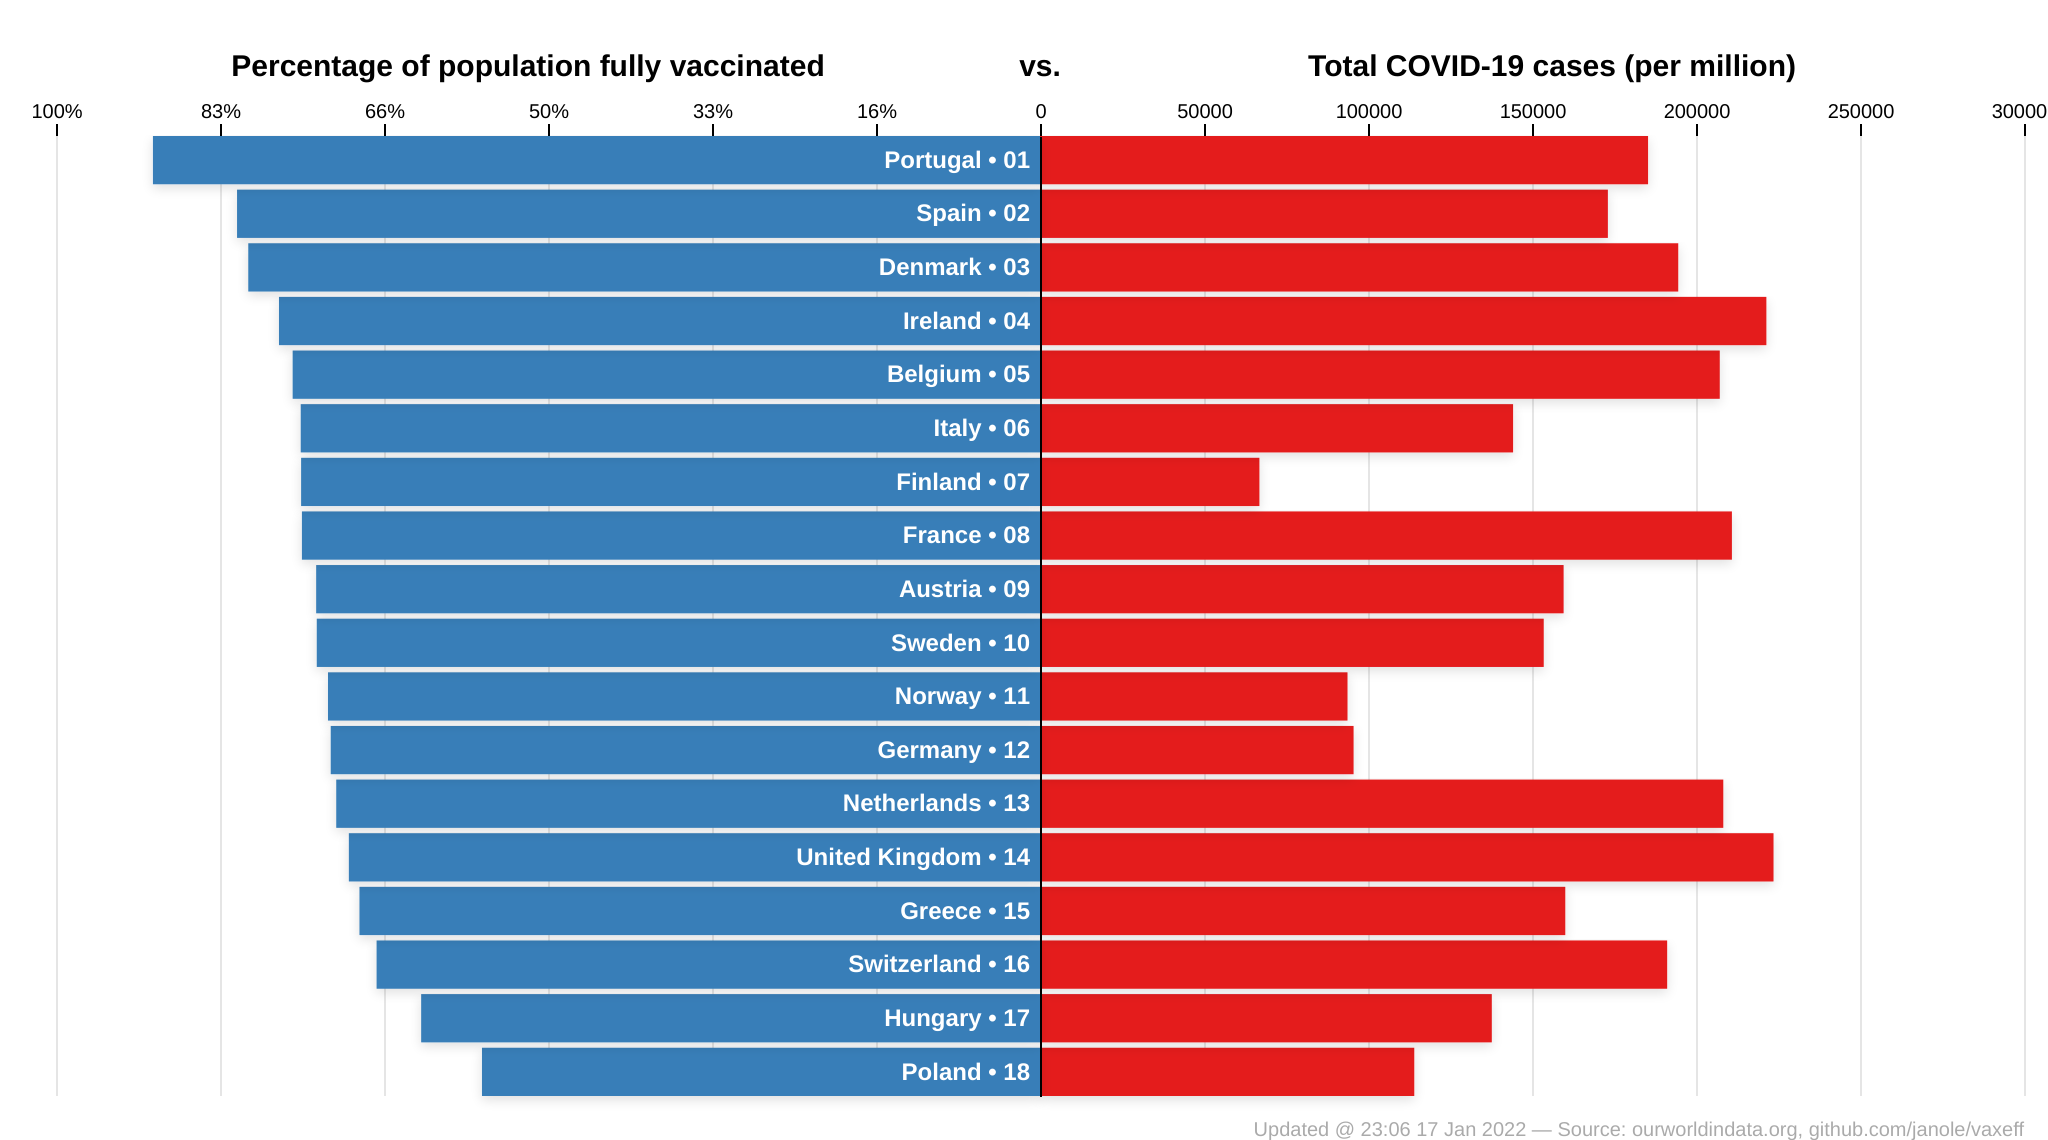 Percentage of population fully vaccinated vs. Total COVID-19 cases (per million)
100% 83% 66% 50% 33% 16% 0 50000 100000 150000 200000 250000 30000
Portugal • 01
Spain • 02
Denmark • 03
Ireland • 04
Belgium • 05
Italy • 06
Finland • 07
France • 08
Austria • 09
Sweden • 10
Norway • 11
Germany • 12
Netherlands • 13
United Kingdom • 14
Greece • 15
Switzerland • 16
Hungary • 17
Poland • 18
Updated @ 23:06 17 Jan 2022 — Source: ourworldindata.org, github.com/janole/vaxeff